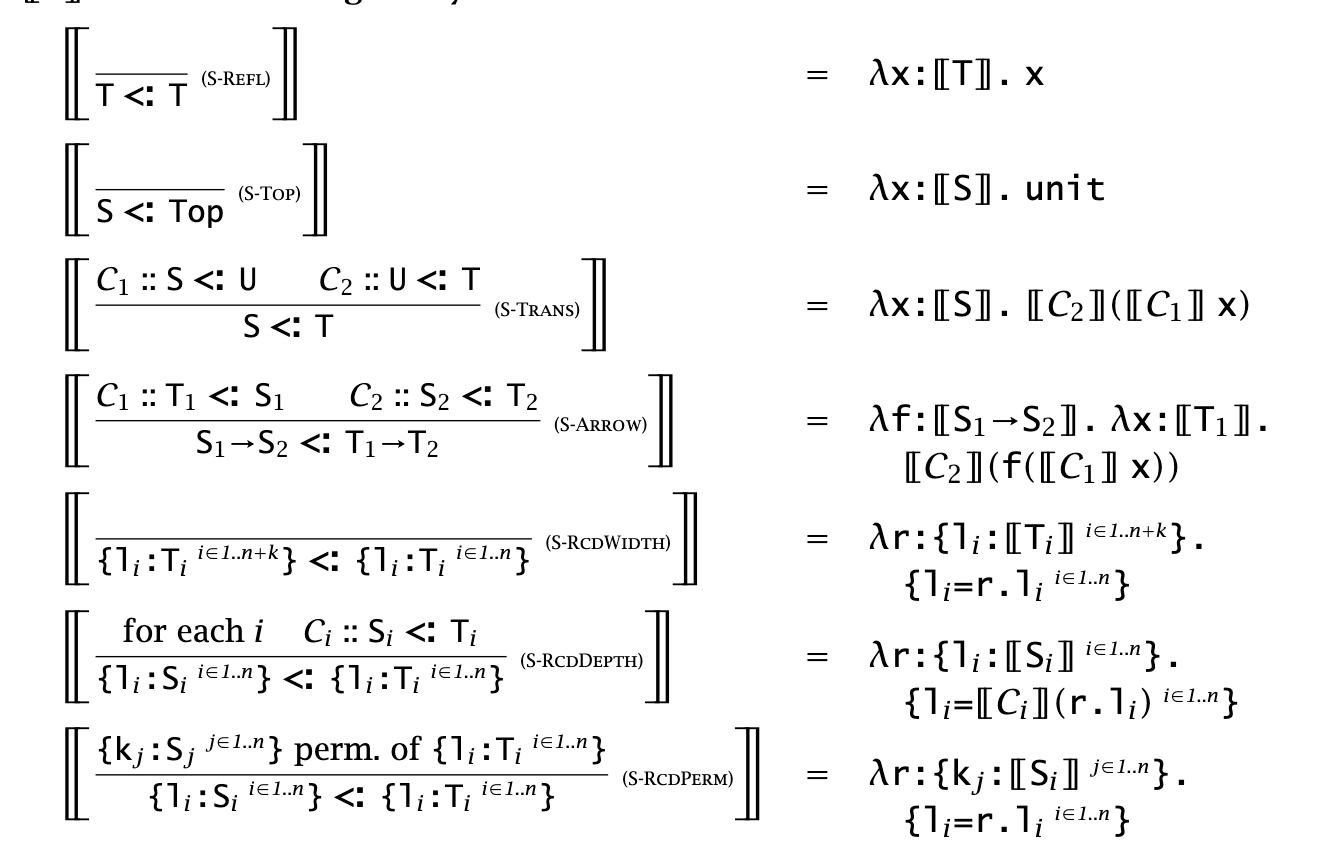 ⟦ T <: T (S-REFL) ⟧ = λx:⟦T⟧. x
⟦ S <: Top (S-TOP) ⟧ = λx:⟦S⟧. unit
⟦ C₁ :: S <: U C₂ :: U <: T
S <: T (S-TRANS) ⟧ = λx:⟦S⟧. ⟦C₂⟧(⟦C₁⟧ x)
⟦ C₁ :: T₁ <: S₁ C₂ :: S₂ <: T₂
S₁→S₂ <: T₁→T₂ (S-ARROW) ⟧ = λf:⟦S₁→S₂⟧. λx:⟦T₁⟧.
⟦C₂⟧(f(⟦C₁⟧ x))
⟦ {lᵢ:Tᵢ i∈1..n+k} <: {lᵢ:Tᵢ i∈1..n} (S-RCDWIDTH) ⟧ = λr:{lᵢ:⟦Tᵢ⟧ i∈1..n+k}.
{lᵢ=r.lᵢ i∈1..n}
⟦ for each i Cᵢ :: Sᵢ <: Tᵢ
{lᵢ:Sᵢ i∈1..n} <: {lᵢ:Tᵢ i∈1..n} (S-RCDDEPTH) ⟧ = λr:{lᵢ:⟦Sᵢ⟧ i∈1..n}.
{lᵢ=⟦Cᵢ⟧(r.lᵢ) i∈1..n}
⟦ {kⱼ:Sⱼ j∈1..n} perm. of {lᵢ:Tᵢ i∈1..n}
{lᵢ:Sᵢ i∈1..n} <: {lᵢ:Tᵢ i∈1..n} (S-RCDPERM) ⟧ = λr:{kⱼ:⟦Sᵢ⟧ j∈1..n}.
{lᵢ=r.lᵢ i∈1..n}